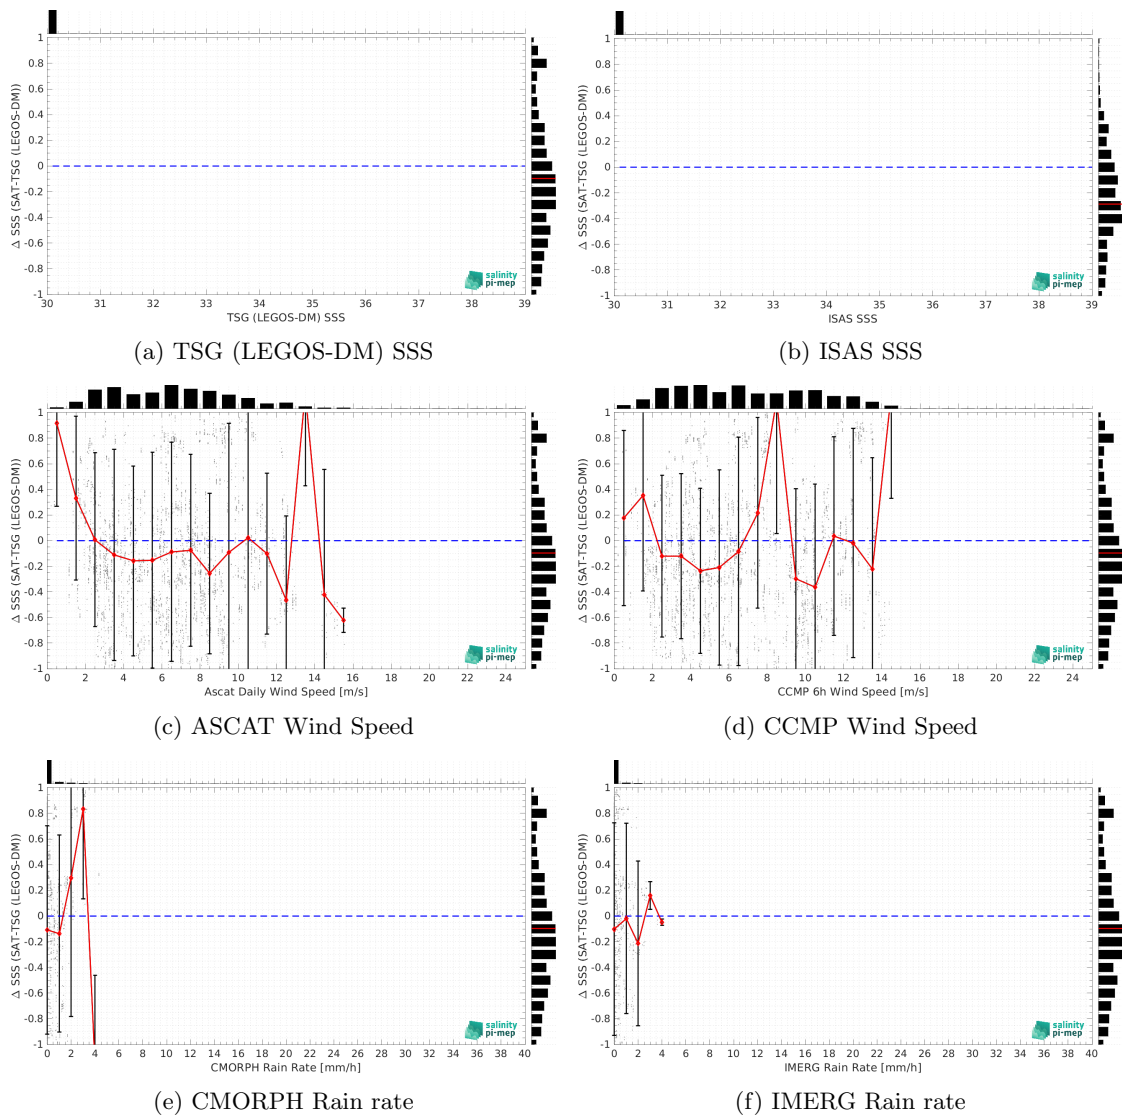 1
0.8
0.6
0.4
0.2
0
-0.2
-0.4
-0.6
-0.8
-1
Δ SSS (SAT-TSG (LEGOS-DM))
salinity
pi-mep
30 31 32 33 34 35 36 37 38 39
TSG (LEGOS-DM) SSS
(a) TSG (LEGOS-DM) SSS
1
0.8
0.6
0.4
0.2
0
-0.2
-0.4
-0.6
-0.8
-1
Δ SSS (SAT-TSG (LEGOS-DM))
salinity
pi-mep
30 31 32 33 34 35 36 37 38 39
ISAS SSS
(b) ISAS SSS
1
0.8
0.6
0.4
0.2
0
-0.2
-0.4
-0.6
-0.8
-1
Δ SSS (SAT-TSG (LEGOS-DM))
salinity
pi-mep
0 2 4 6 8 10 12 14 16 18 20 22 24
Ascat Daily Wind Speed [m/s]
(c) ASCAT Wind Speed
1
0.8
0.6
0.4
0.2
0
-0.2
-0.4
-0.6
-0.8
-1
Δ SSS (SAT-TSG (LEGOS-DM))
salinity
pi-mep
0 2 4 6 8 10 12 14 16 18 20 22 24
CCMP 6h Wind Speed [m/s]
(d) CCMP Wind Speed
1
0.8
0.6
0.4
0.2
0
-0.2
-0.4
-0.6
-0.8
-1
Δ SSS (SAT-TSG (LEGOS-DM))
salinity
pi-mep
0 2 4 6 8 10 12 14 16 18 20 22 24 26 28 30 32 34 36 38 40
CMORPH Rain Rate [mm/h]
(e) CMORPH Rain rate
1
0.8
0.6
0.4
0.2
0
-0.2
-0.4
-0.6
-0.8
-1
Δ SSS (SAT-TSG (LEGOS-DM))
salinity
pi-mep
0 2 4 6 8 10 12 14 16 18 20 22 24 26 28 30 32 34 36 38 40
IMERG Rain Rate [mm/h]
(f) IMERG Rain rate